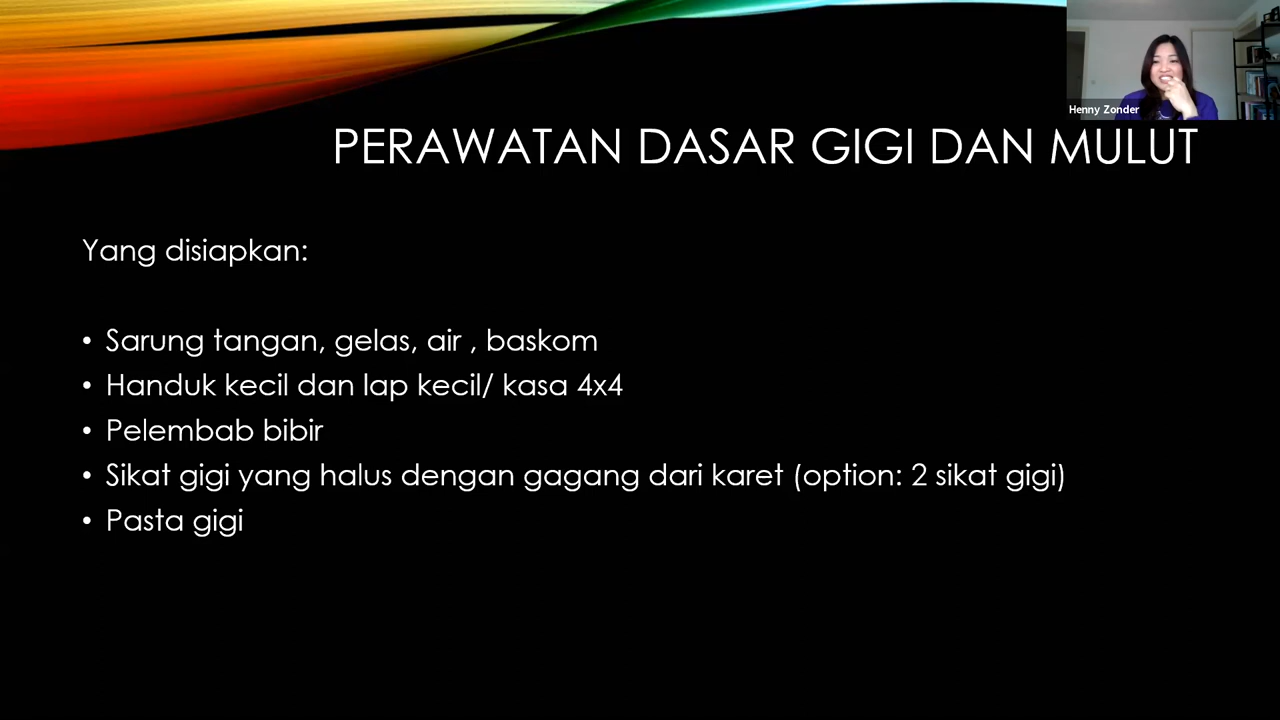 Henny Zonder
PERAWATAN DASAR GIGI DAN MULUT
Yang disiapkan:
• Sarung tangan, gelas, air , baskom
• Handuk kecil dan lap kecil/ kasa 4x4
• Pelembab bibir
• Sikat gigi yang halus dengan gagang dari karet (option: 2 sikat gigi)
• Pasta gigi